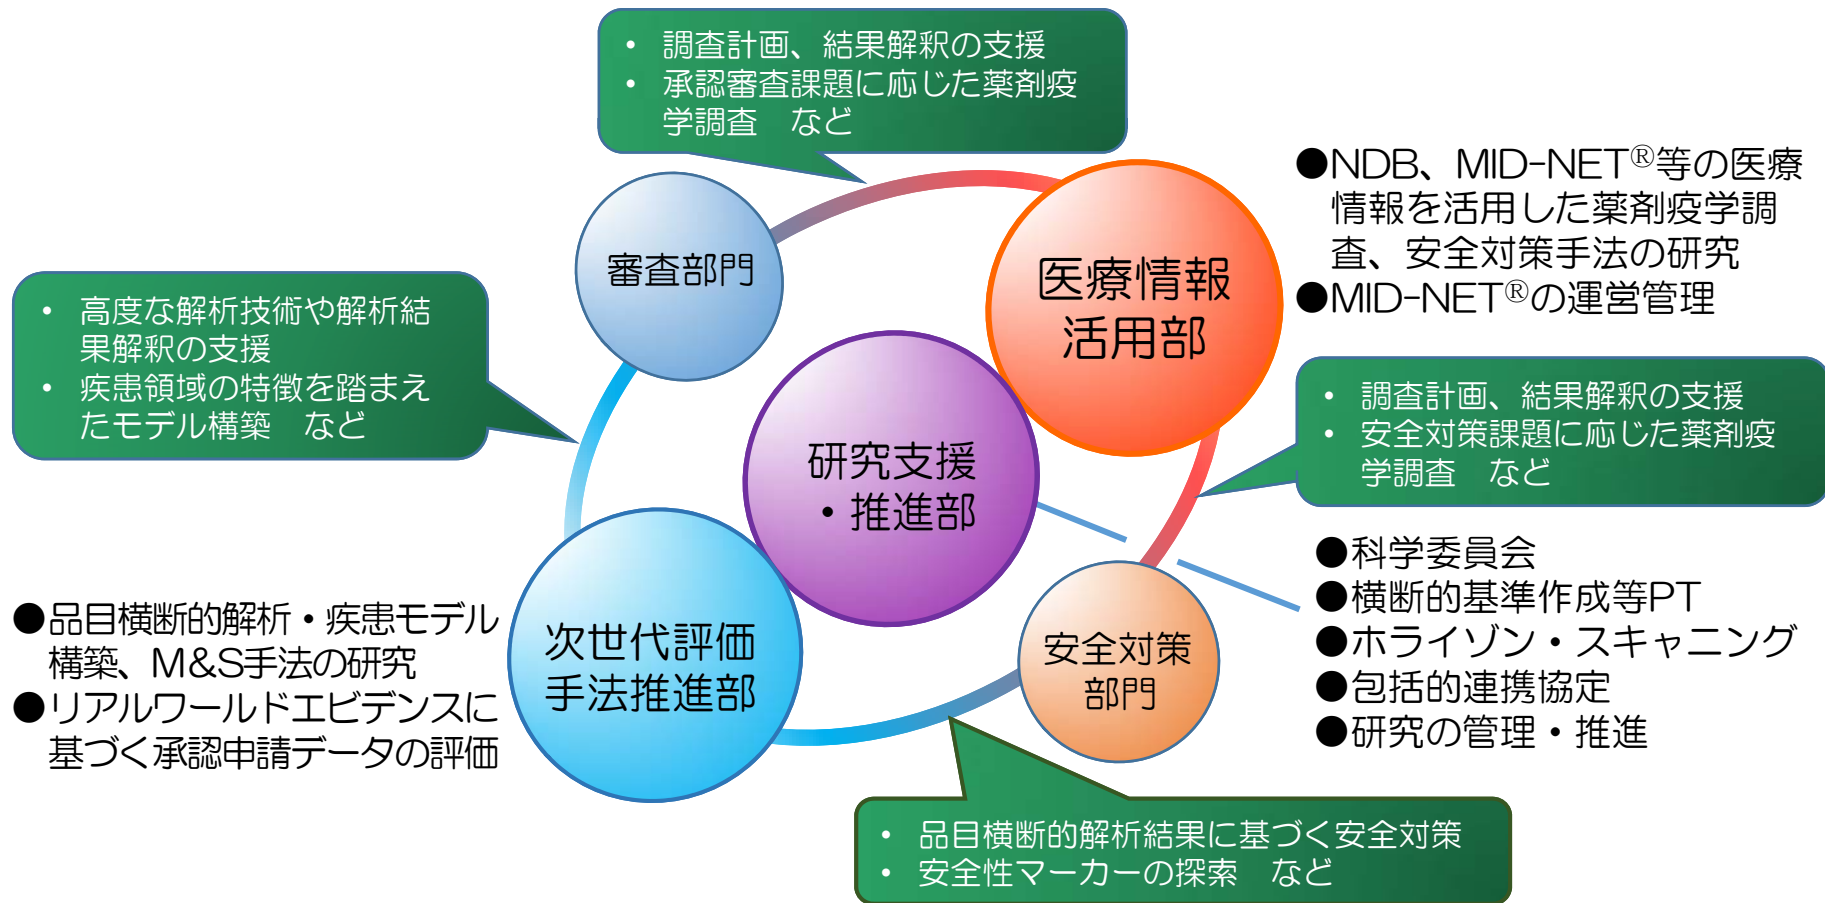 • 調査計画、結果解釈の支援
• 承認審査課題に応じた薬剤疫
学調査　など
●NDB、MID-NET®等の医療
情報を活用した薬剤疫学調
査、安全対策手法の研究
●MID-NET®の運営管理
審査部門
医療情報
活用部
• 高度な解析技術や解析結
果解釈の支援
• 疾患領域の特徴を踏まえ
たモデル構築　など
• 調査計画、結果解釈の支援
• 安全対策課題に応じた薬剤疫
学調査　など
研究支援
・推進部
●科学委員会
●横断的基準作成等PT
●ホライゾン・スキャニング
●包括的連携協定
●研究の管理・推進
●品目横断的解析・疾患モデル
構築、M&S手法の研究
●リアルワールドエビデンスに
基づく承認申請データの評価
次世代評価
手法推進部
安全対策
部門
• 品目横断的解析結果に基づく安全対策
• 安全性マーカーの探索　など